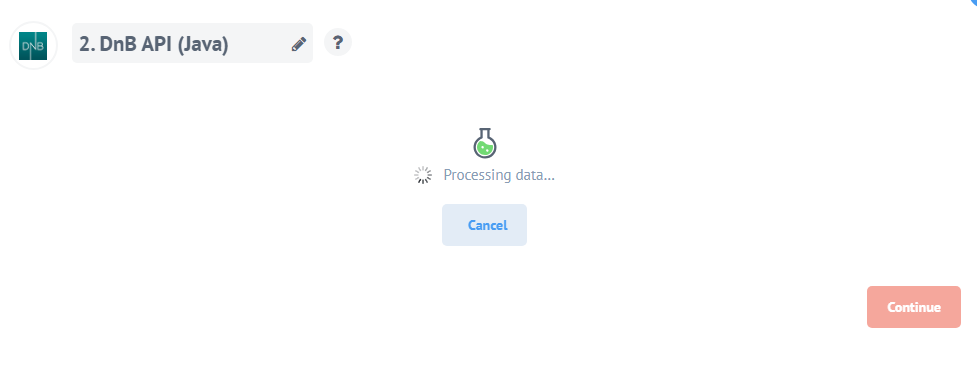 DNB
2. DnB API (Java)
?
Processing data...
Cancel
Continue